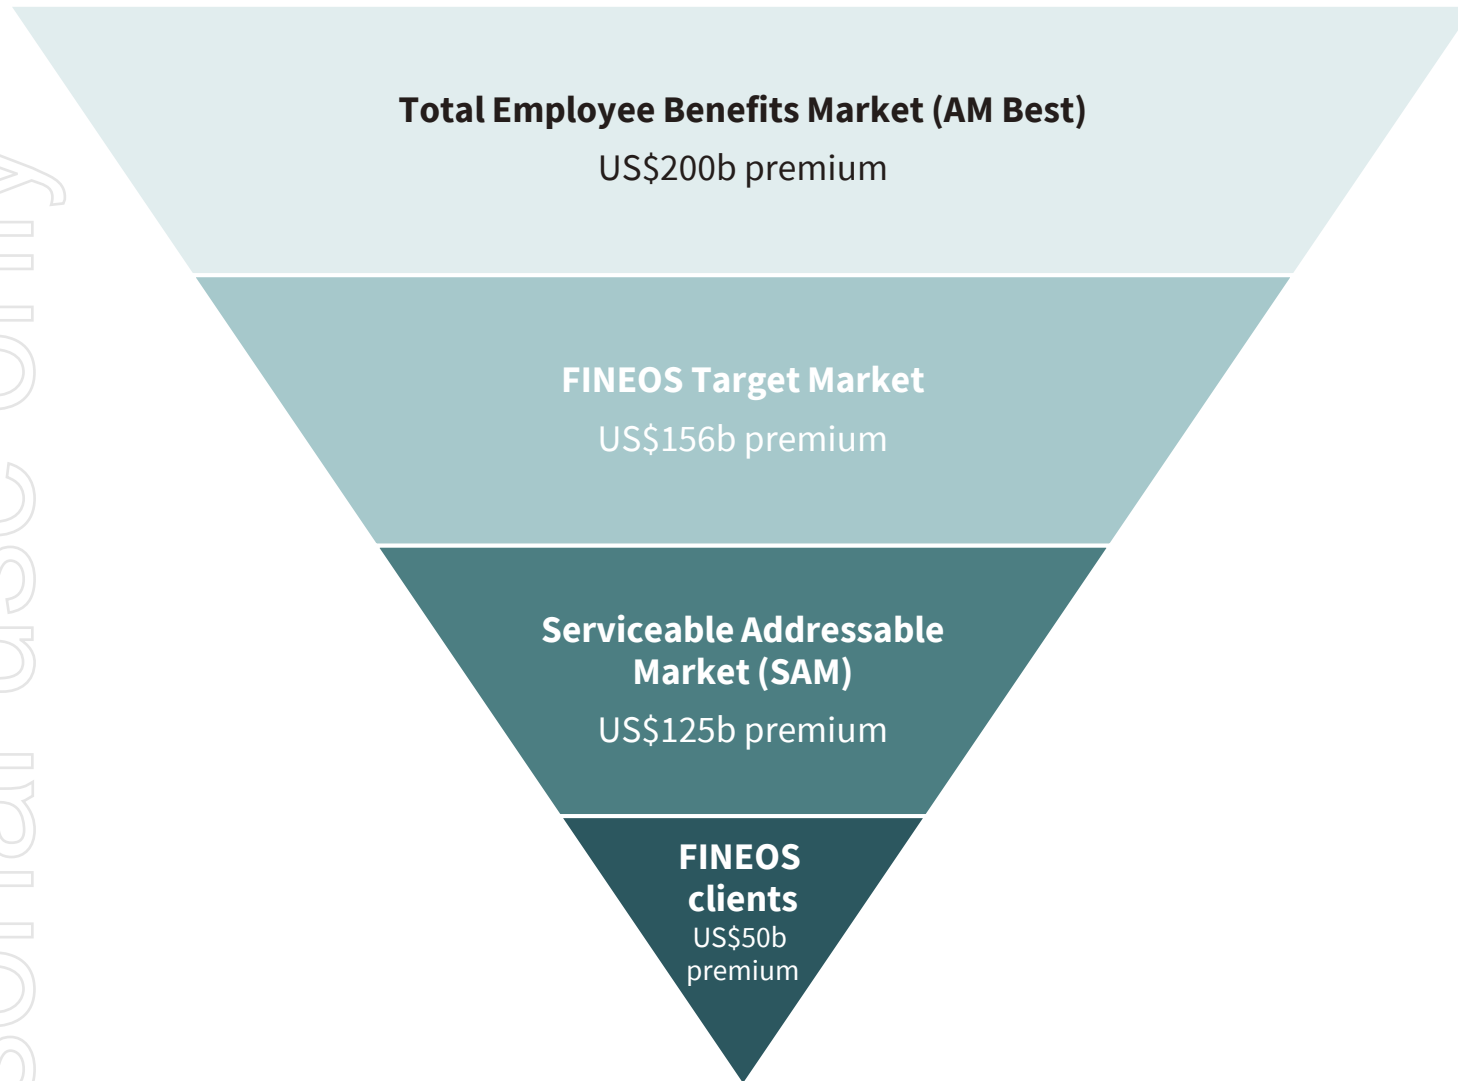 Total Employee Benefits Market (AM Best)
US$200b premium
FINEOS Target Market
US$156b premium
Serviceable Addressable
Market (SAM)
US$125b premium
FINEOS
clients
US$50b
premium